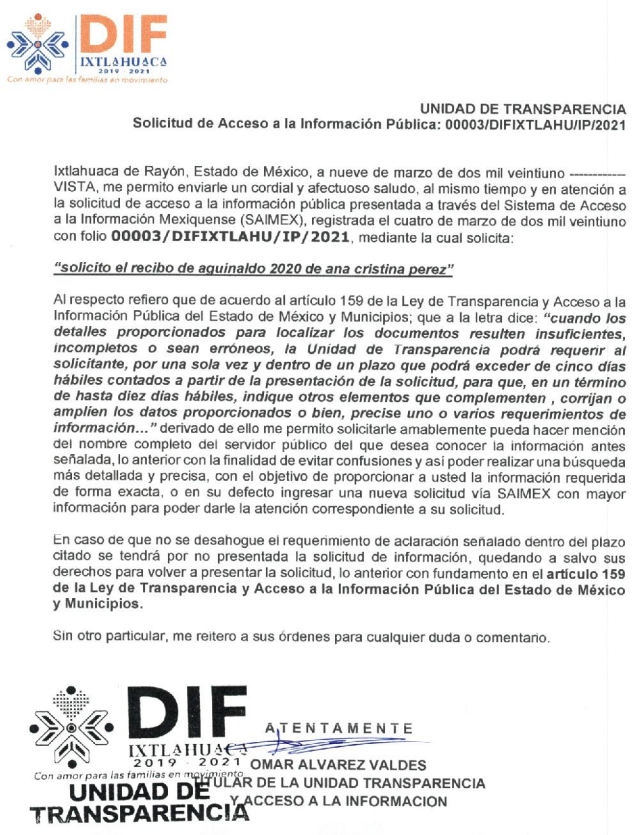 DIF
IXTLAHUACA
2019 - 2021
Con amor para las familias en movimiento
UNIDAD DE TRANSPARENCIA
Solicitud de Acceso a la Información Pública: 00003/DIFIXTLAHU/IP/2021
Ixtlahuaca de Rayón, Estado de México, a nueve de marzo de dos mil veintiuno ------------
VISTA, me permito enviarle un cordial y afectuoso saludo, al mismo tiempo y en atención a
la solicitud de acceso a la información pública presentada a través del Sistema de Acceso
a la Información Mexiquense (SAIMEX), registrada el cuatro de marzo de dos mil veintiuno
con folio 00003/DIFIXTLAHU/IP/2021, mediante la cual solicita:
“solicito el recibo de aguinaldo 2020 de ana cristina perez”
Al respecto refiero que de acuerdo al artículo 159 de la Ley de Transparencia y Acceso a la
Información Pública del Estado de México y Municipios; que a la letra dice: “cuando los
detalles proporcionados para localizar los documentos resulten insuficientes,
incompletos o sean erróneos, la Unidad de Transparencia podrá requerir al
solicitante, por una sola vez y dentro de un plazo que podrá exceder de cinco días
hábiles contados a partir de la presentación de la solicitud, para que, en un término
de hasta diez días hábiles, indique otros elementos que complementen , corrijan o
amplíen los datos proporcionados o bien, precise uno o varios requerimientos de
información…” derivado de ello me permito solicitarle amablemente pueda hacer mención
del nombre completo del servidor público del que desea conocer la información antes
señalada, lo anterior con la finalidad de evitar confusiones y así poder realizar una búsqueda
más detallada y precisa, con el objetivo de proporcionar a usted la información requerida
de forma exacta, o en su defecto ingresar una nueva solicitud vía SAIMEX con mayor
información para poder darle la atención correspondiente a su solicitud.
En caso de que no se desahogue el requerimiento de aclaración señalado dentro del plazo
citado se tendrá por no presentada la solicitud de información, quedando a salvo sus
derechos para volver a presentar la solicitud, lo anterior con fundamento en el artículo 159
de la Ley de Transparencia y Acceso a la Información Pública del Estado de México
y Municipios.
Sin otro particular, me reitero a sus órdenes para cualquier duda o comentario.
DIF
IXTLAHUACA
2019 - 2021
Con amor para las familias en movimiento
UNIDAD DE
TRANSPARENCIA
ATENTAMENTE
OMAR ALVAREZ VALDES
TITULAR DE LA UNIDAD TRANSPARENCIA
Y ACCESO A LA INFORMACION